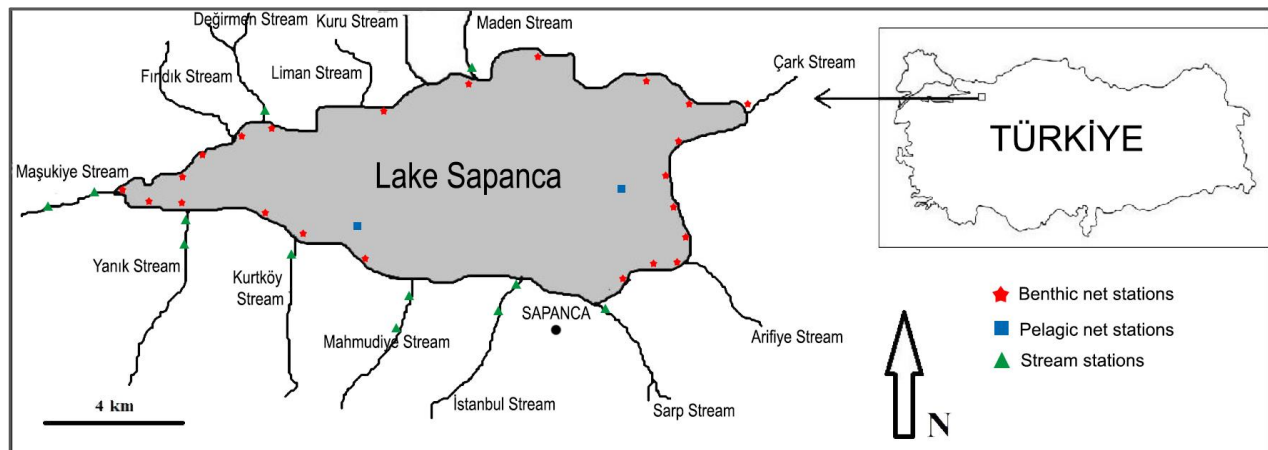 Değirmen Stream
Kuru Stream
Maden Stream
Fındık Stream
Liman Stream
Çark Stream
TÜRKİYE
Maşukiye Stream
Lake Sapanca
Yanık Stream
Kurtköy
Stream
Mahmudiye Stream
SAPANCA
Arifiye Stream
İstanbul Stream
Sarp Stream
4 km
Benthic net stations
Pelagic net stations
Stream stations
N